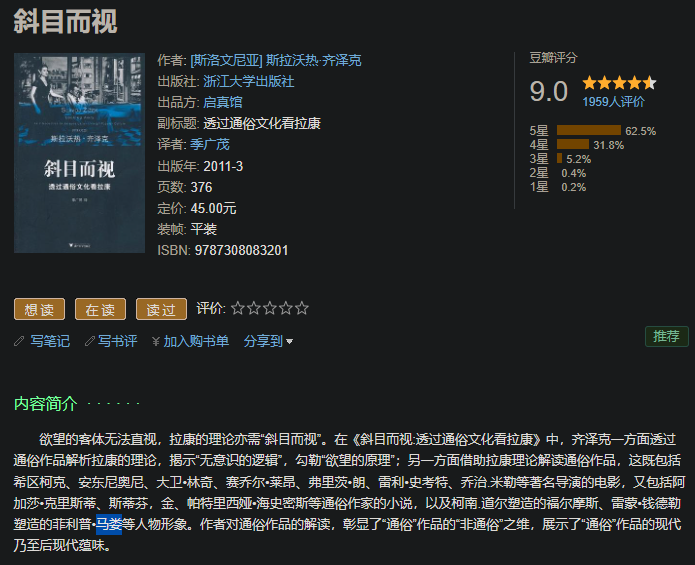 斜目而视
斯拉沃热·齐泽克
斜目而视
透过通俗文化看拉康
作者: [斯洛文尼亚] 斯拉沃热·齐泽克
出版社: 浙江大学出版社
出品方: 启真馆
副标题: 透过通俗文化看拉康
译者: 季广茂
出版年: 2011-3
页数: 376
定价: 45.00元
装帧: 平装
ISBN: 9787308083201
豆瓣评分
9.0
1959人评价
5星 62.5%
4星 31.8%
3星 5.2%
2星 0.4%
1星 0.2%
想读 在读 读过 评价:
写笔记 写书评 ¥加入购书单 分享到
推荐
内容简介 · · · · · ·
欲望的客体无法直视，拉康的理论亦需“斜目而视”。在《斜目而视:透过通俗文化看拉康》中，齐泽克一方面透过
通俗作品解析拉康的理论，揭示“无意识的逻辑”，勾勒“欲望的原理”；另一方面借助拉康理论解读通俗作品，这既包括
希区柯克、安东尼奥尼、大卫•林奇、赛乔尔•莱昂、弗里茨•朗、雷利•史考特、乔治.米勒等著名导演的电影，又包括阿
加莎•克里斯蒂、斯蒂芬，金、帕特里西娅•海史密斯等通俗作家的小说，以及柯南.道尔塑造的福尔摩斯、雷蒙•钱德勒
塑造的菲利普•马娄等人物形象。作者对通俗作品的解读，彰显了“通俗”作品的“非通俗”之维，展示了“通俗”作品的现代
乃至后现代蕴味。